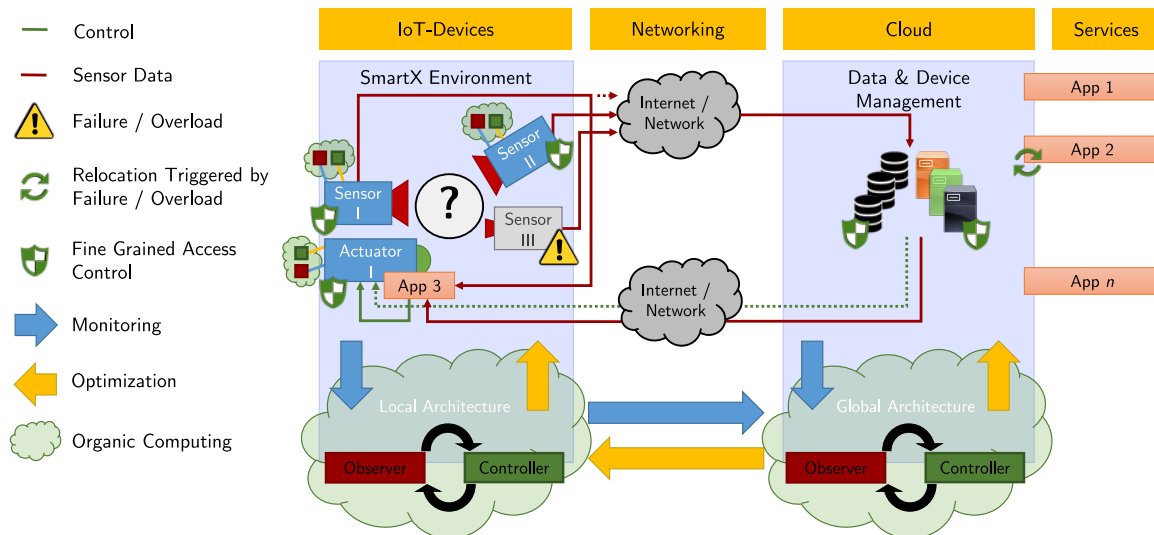 Control
Sensor Data
Failure / Overload
Relocation Triggered by
Failure / Overload
Fine Grained Access
Control
Monitoring
Optimization
Organic Computing
IoT-Devices
Networking
Cloud
Services
SmartX Environment
Sensor
I
Sensor
II
?
Sensor
III
Actuator
I
App 3
Internet /
Network
Internet /
Network
Data & Device
Management
App 1
App 2
App n
Local Architecture
Observer
Controller
Global Architecture
Observer
Controller